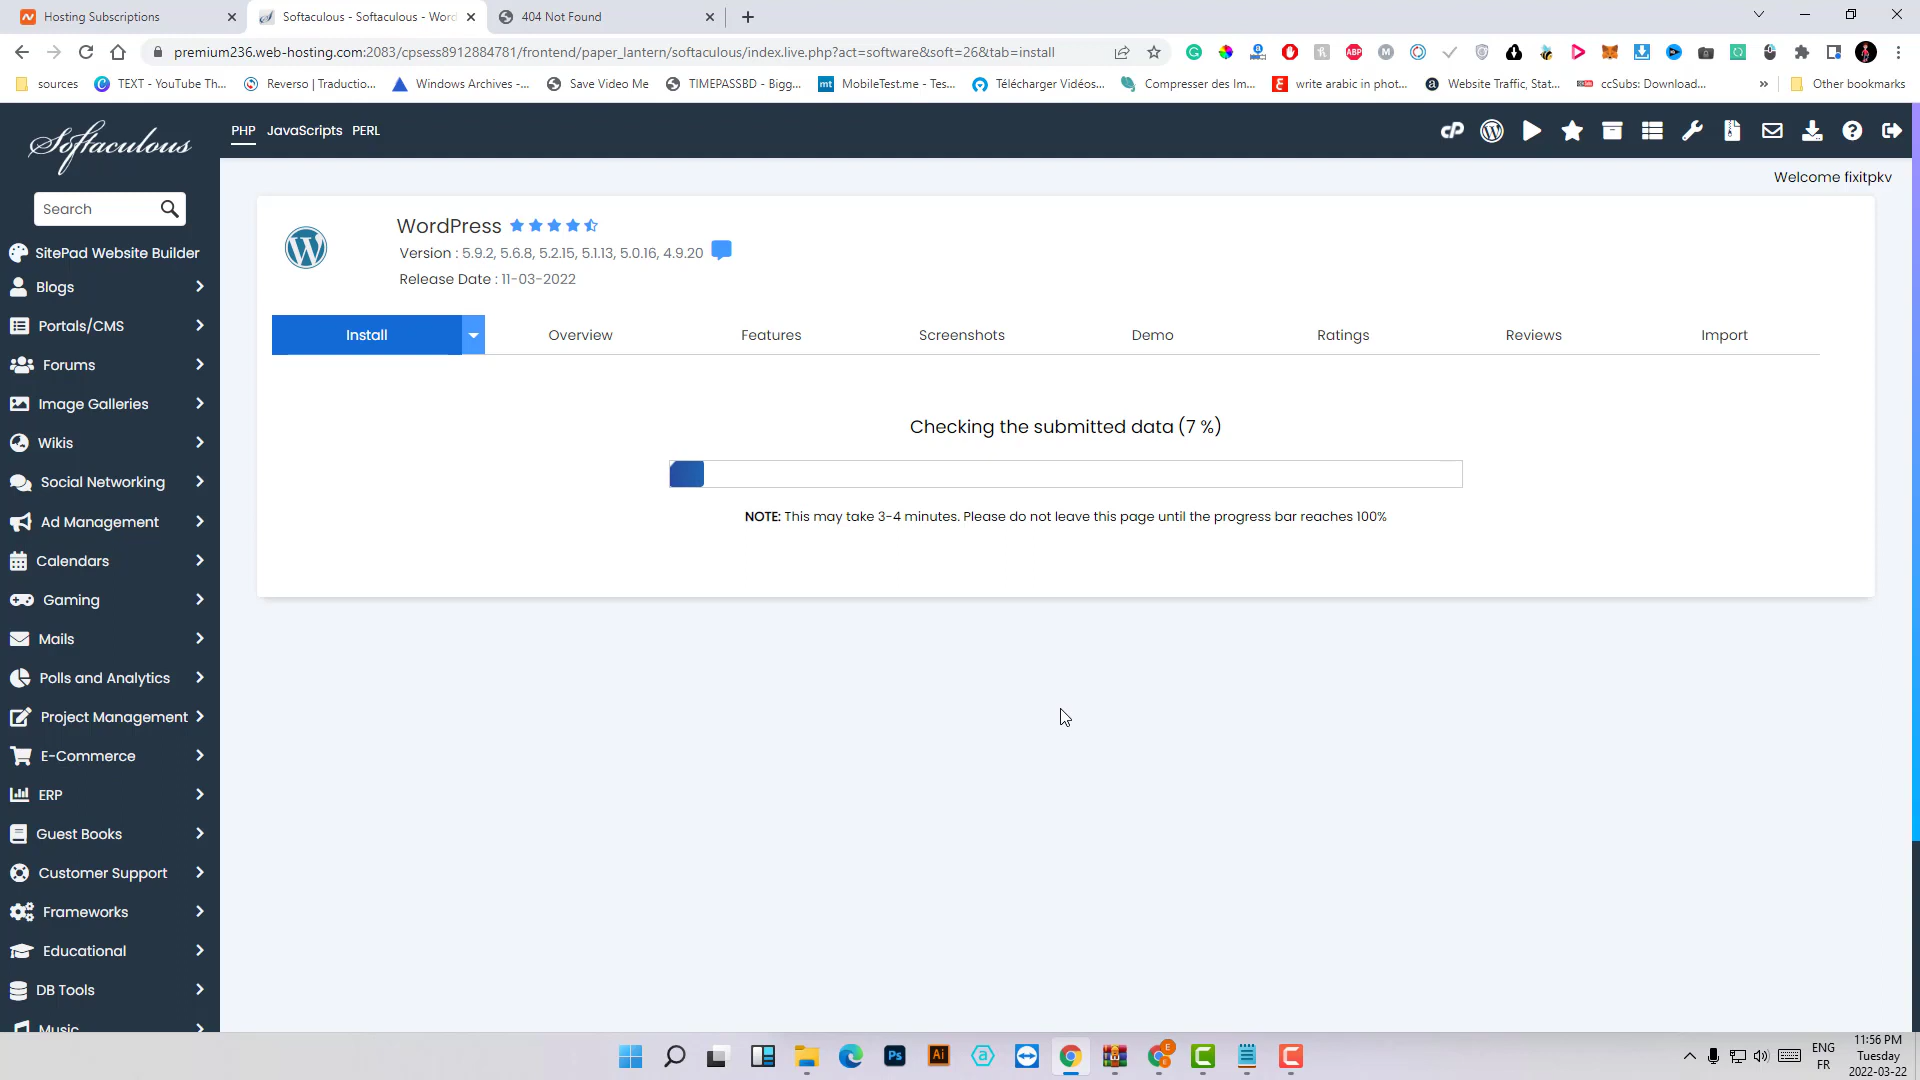 Hosting Subscriptions
Softaculous - Softaculous - Word
404 Not Found
premium236.web-hosting.com:2083/cpsess8912884781/frontend/paper_lantern/softaculous/index.live.php?act=software&soft=26&tab=install
sources
TEXT - YouTube Th...
Reverso | Traductio...
Windows Archives -...
Save Video Me
TIMEPASSBD - Bigg...
MobileTest.me - Tes...
Télécharger Vidéos...
Compresser des Im...
write arabic in phot...
Website Traffic, Stat...
ccSubs: Download...
»
Other bookmarks
Softaculous
PHP JavaScripts PERL
Welcome fixitpkv
Search
SitePad Website Builder
Blogs
Portals/CMS
Forums
Image Galleries
Wikis
Social Networking
Ad Management
Calendars
Gaming
Mails
Polls and Analytics
Project Management
E-Commerce
ERP
Guest Books
Customer Support
Frameworks
Educational
DB Tools
Music
WordPress
Version : 5.9.2, 5.6.8, 5.2.15, 5.1.13, 5.0.16, 4.9.20
Release Date : 11-03-2022
Install
Overview
Features
Screenshots
Demo
Ratings
Reviews
Import
Checking the submitted data (7 %)
NOTE: This may take 3-4 minutes. Please do not leave this page until the progress bar reaches 100%
ENG
FR
11:56 PM
Tuesday
2022-03-22